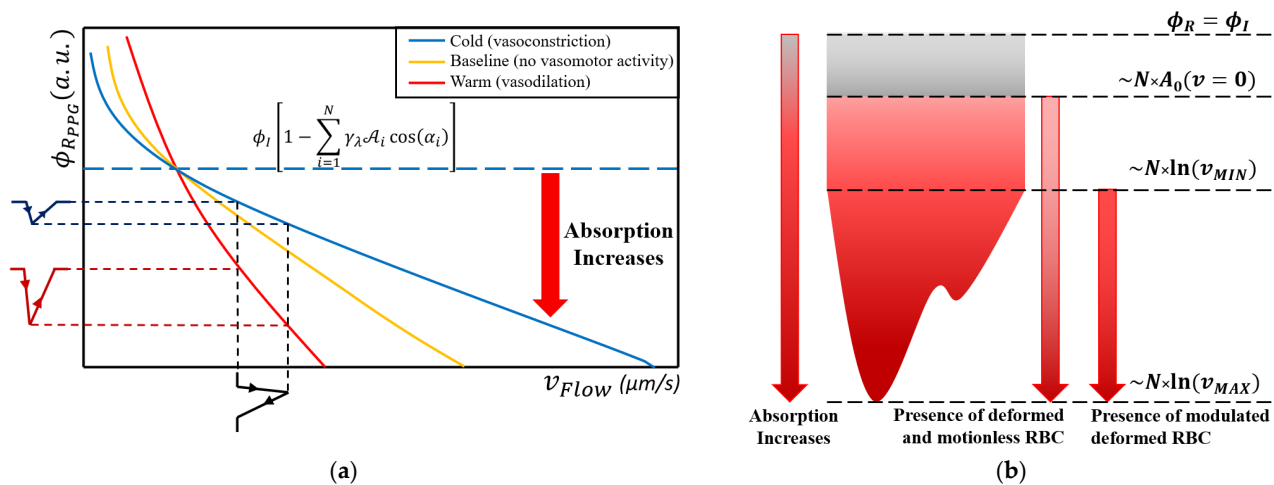 ϕ_R_PPG (a. u.)
Cold (vasoconstriction)
Baseline (no vasomotor activity)
Warm (vasodilation)
ϕ_I [1 − ∑_{i=1}^{N} γ_λ 𝒜_i cos(α_i)]
Absorption
Increases
v_Flow (μm/s)
(a)
ϕ_R = ϕ_I
~N×A_0(v = 0)
~N×ln(v_MIN)
~N×ln(v_MAX)
Absorption
Increases
Presence of deformed
and motionless RBC
Presence of modulated
deformed RBC
(b)